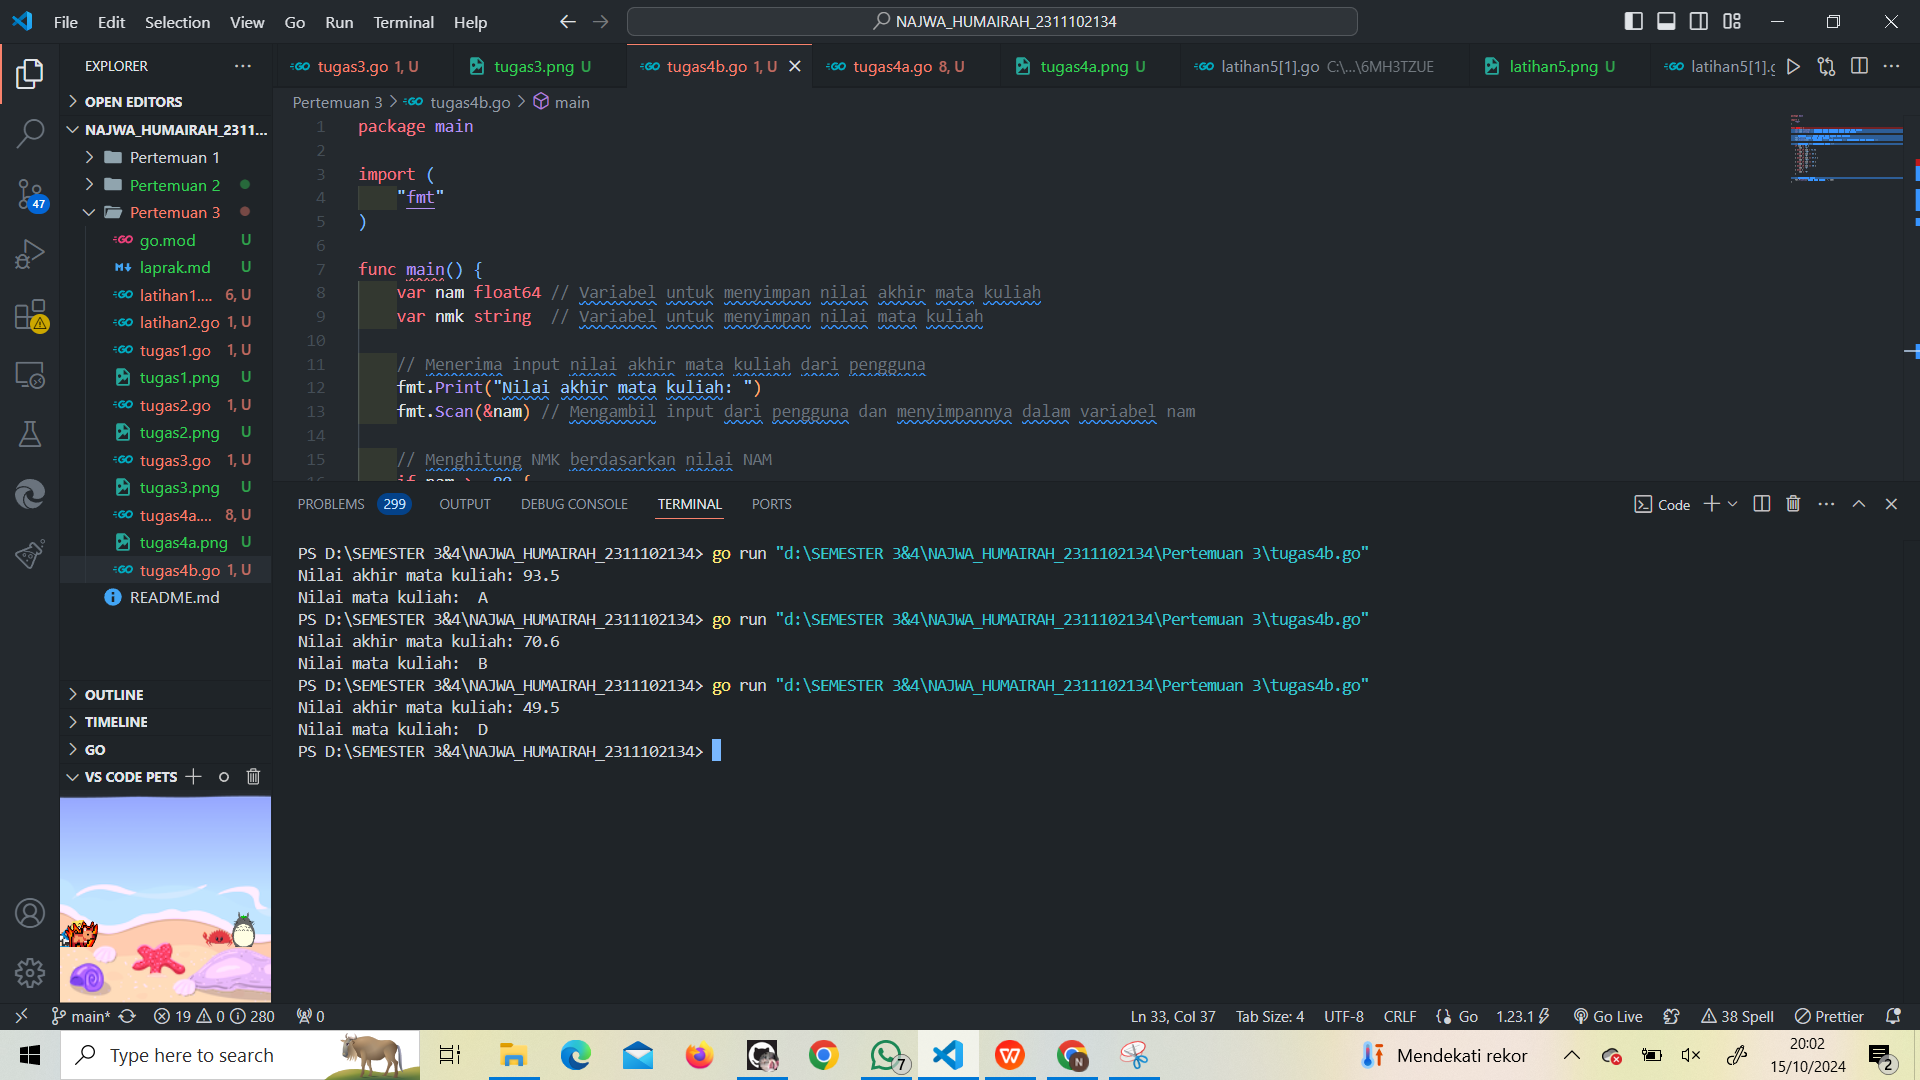 File Edit Selection View Go Run Terminal Help
NAJWA_HUMAIRAH_2311102134
EXPLORER
tugas3.go 1, U
tugas3.png U
tugas4b.go 1, U
tugas4a.go 8, U
tugas4a.png U
latihan5[1].go C:\...\6MH3TZUE
latihan5.png U
latihan5[1].g
OPEN EDITORS
NAJWA_HUMAIRAH_2311...
Pertemuan 1
Pertemuan 2
Pertemuan 3
go.mod U
laprak.md U
latihan1.... 6, U
latihan2.go 1, U
tugas1.go 1, U
tugas1.png U
tugas2.go 1, U
tugas2.png U
tugas3.go 1, U
tugas3.png U
tugas4a.... 8, U
tugas4a.png U
tugas4b.go 1, U
README.md
OUTLINE
TIMELINE
GO
VS CODE PETS
47
Pertemuan 3 > tugas4b.go > main
1 package main
2
3 import (
4 "fmt"
5 )
6
7 func main() {
8 var nam float64 // Variabel untuk menyimpan nilai akhir mata kuliah
9 var nmk string // Variabel untuk menyimpan nilai mata kuliah
10
11 // Menerima input nilai akhir mata kuliah dari pengguna
12 fmt.Print("Nilai akhir mata kuliah: ")
13 fmt.Scan(&nam) // Mengambil input dari pengguna dan menyimpannya dalam variabel nam
14
15 // Menghitung NMK berdasarkan nilai NAM
PROBLEMS 299 OUTPUT DEBUG CONSOLE TERMINAL PORTS
Code
PS D:\SEMESTER 3&4\NAJWA_HUMAIRAH_2311102134> go run "d:\SEMESTER 3&4\NAJWA_HUMAIRAH_2311102134\Pertemuan 3\tugas4b.go"
Nilai akhir mata kuliah: 93.5
Nilai mata kuliah:  A
PS D:\SEMESTER 3&4\NAJWA_HUMAIRAH_2311102134> go run "d:\SEMESTER 3&4\NAJWA_HUMAIRAH_2311102134\Pertemuan 3\tugas4b.go"
Nilai akhir mata kuliah: 70.6
Nilai mata kuliah:  B
PS D:\SEMESTER 3&4\NAJWA_HUMAIRAH_2311102134> go run "d:\SEMESTER 3&4\NAJWA_HUMAIRAH_2311102134\Pertemuan 3\tugas4b.go"
Nilai akhir mata kuliah: 49.5
Nilai mata kuliah:  D
PS D:\SEMESTER 3&4\NAJWA_HUMAIRAH_2311102134>
main* 19 0 280 0
Ln 33, Col 37 Tab Size: 4 UTF-8 CRLF Go 1.23.1 Go Live 38 Spell Prettier
Type here to search
7
Mendekati rekor
20:02
15/10/2024
2